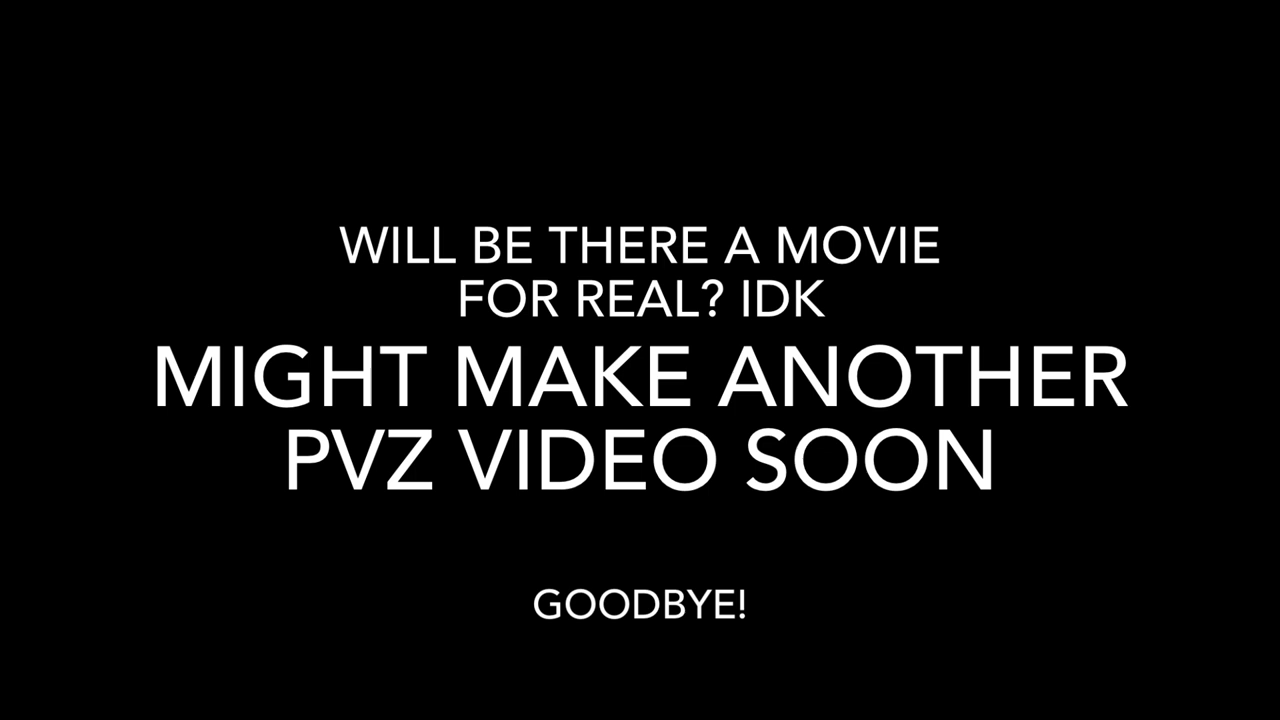 WILL BE THERE A MOVIE
FOR REAL? IDK
MIGHT MAKE ANOTHER
PVZ VIDEO SOON
GOODBYE!